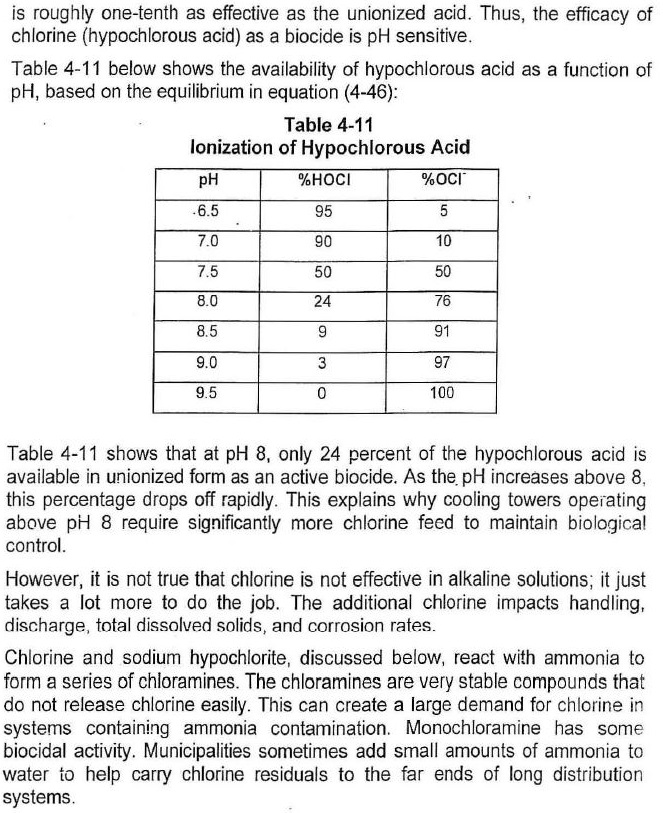 is roughly one-tenth as effective as the unionized acid. Thus, the efficacy of
chlorine (hypochlorous acid) as a biocide is pH sensitive.
Table 4-11 below shows the availability of hypochlorous acid as a function of
pH, based on the equilibrium in equation (4-46):
Table 4-11
Ionization of Hypochlorous Acid
pH %HOCl %OCl⁻
6.5 95 5
7.0 90 10
7.5 50 50
8.0 24 76
8.5 9 91
9.0 3 97
9.5 0 100
Table 4-11 shows that at pH 8, only 24 percent of the hypochlorous acid is
available in unionized form as an active biocide. As the pH increases above 8,
this percentage drops off rapidly. This explains why cooling towers operating
above pH 8 require significantly more chlorine feed to maintain biological
control.
However, it is not true that chlorine is not effective in alkaline solutions; it just
takes a lot more to do the job. The additional chlorine impacts handling,
discharge, total dissolved solids, and corrosion rates.
Chlorine and sodium hypochlorite, discussed below, react with ammonia to
form a series of chloramines. The chloramines are very stable compounds that
do not release chlorine easily. This can create a large demand for chlorine in
systems containing ammonia contamination. Monochloramine has some
biocidal activity. Municipalities sometimes add small amounts of ammonia to
water to help carry chlorine residuals to the far ends of long distribution
systems.